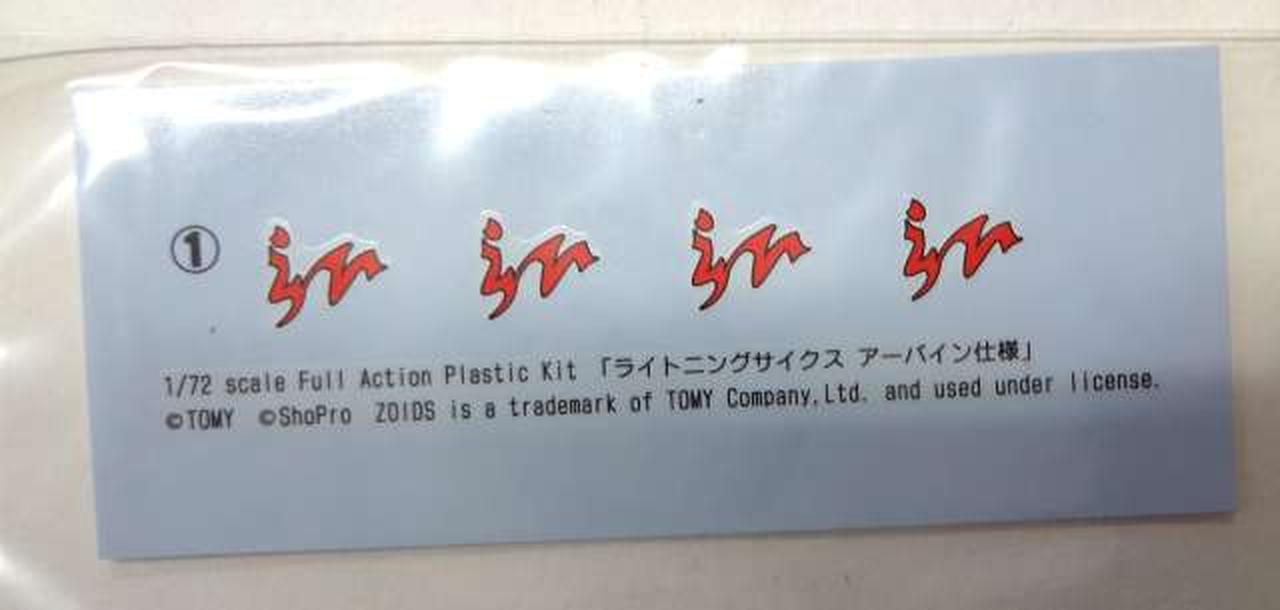 ①
1/72 scale Full Action Plastic Kit 「ライトニングサイクス アーバイン仕様」
©TOMY ©ShoPro ZOIDS is a trademark of TOMY Company,Ltd. and used under license.